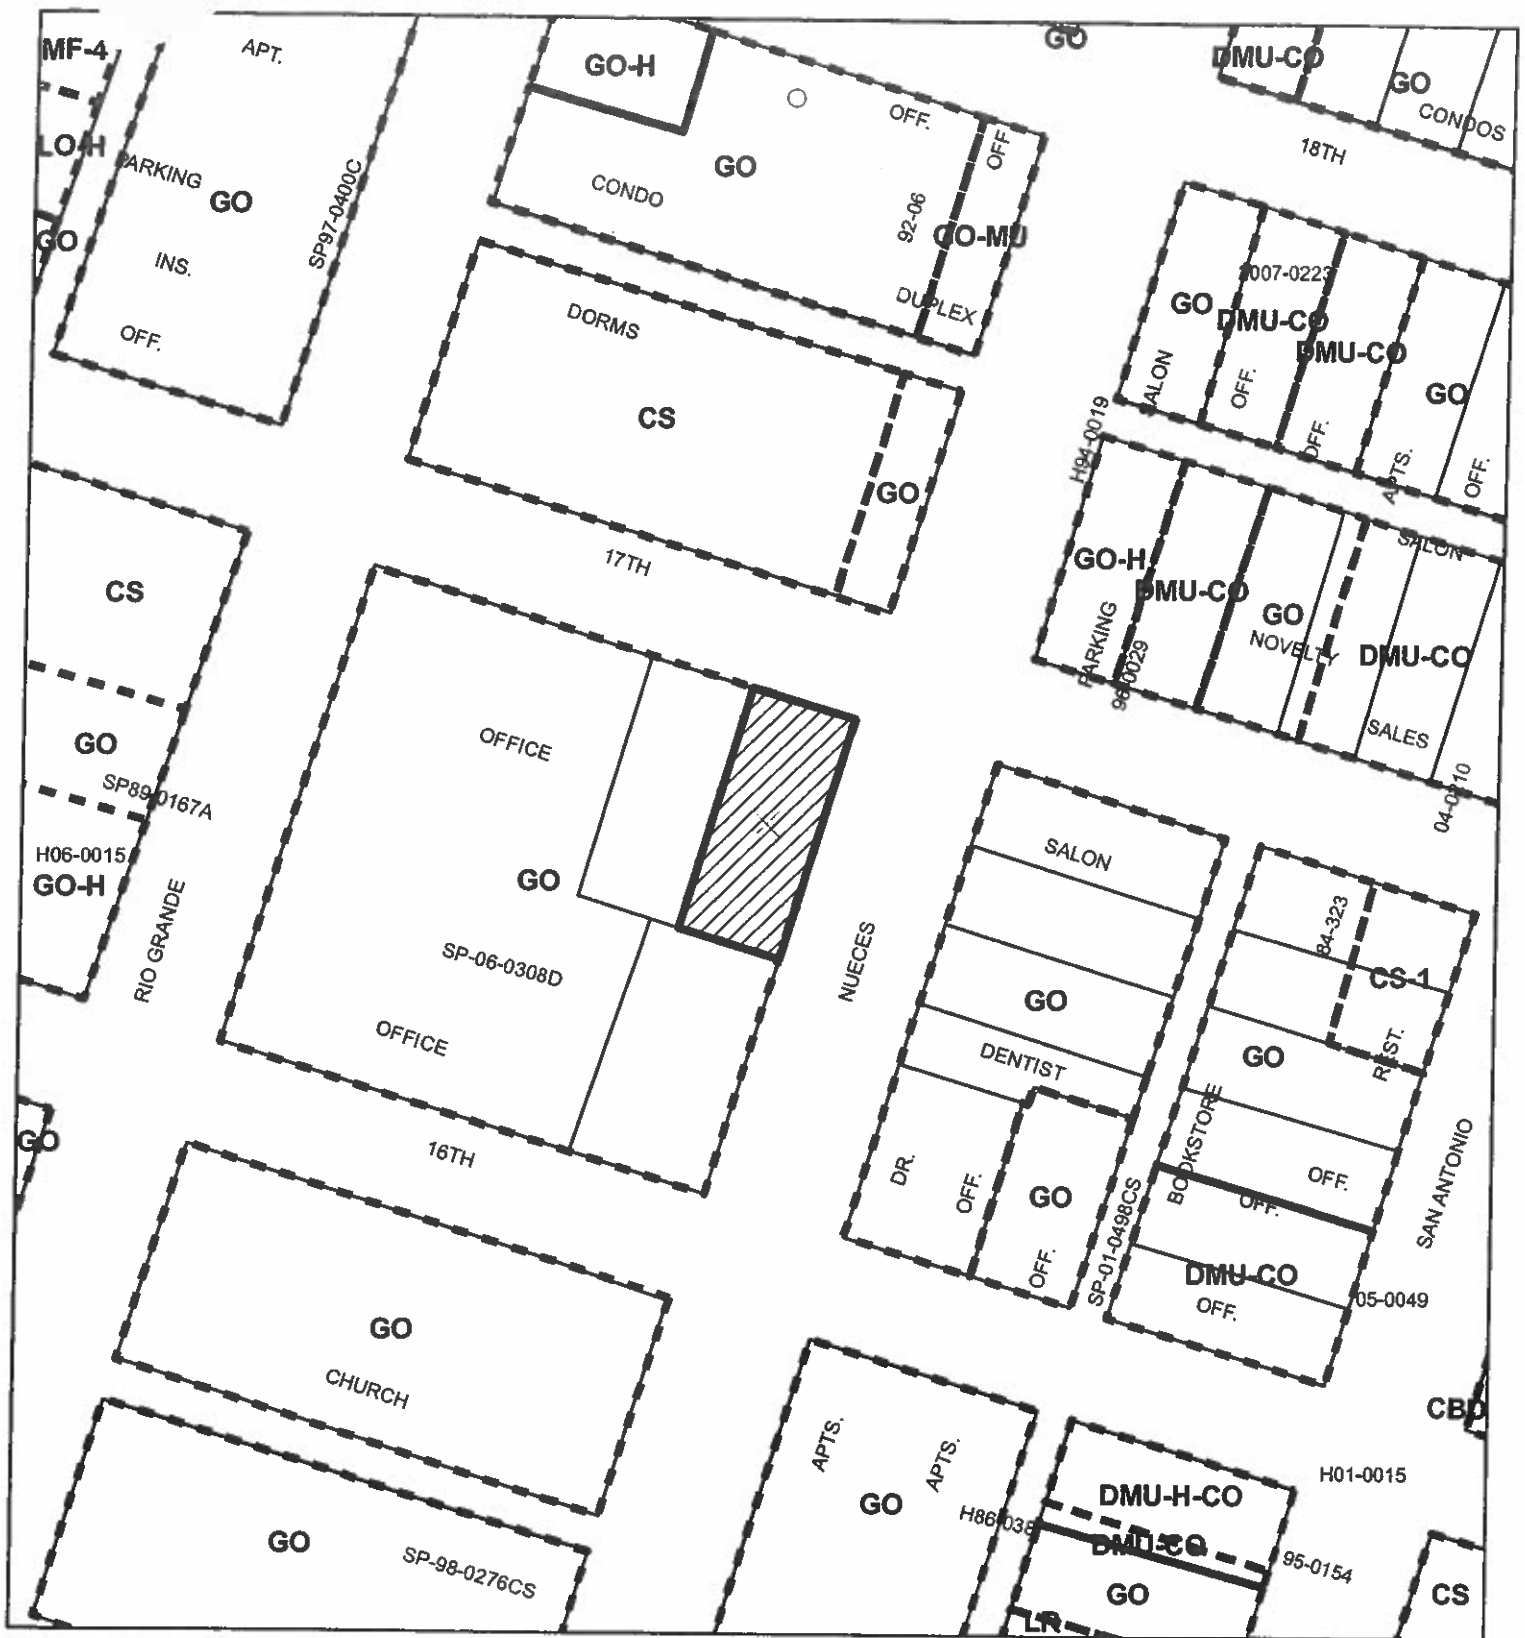 MF-4
APT.
GO-H
GO
DMU-CO
GO
CONDOS
LO-H
PARKING
GO
SP97-0400C
OFF.
OFF.
GO
CONDO
92-06
GO-MU
18TH
GO
INS.
OFF.
DUPLEX
DORMS
CS
GO
GO
2007-0223
DMU-CO
DMU-CO
GO
SALON
OFF.
OFF.
APTS.
OFF.
H94-0019
17TH
CS
GO
SP89-0167A
H06-0015
GO-H
RIO GRANDE
GO-H
DMU-CO
GO
NOVELTY
SALON
DMU-CO
PARKING
96-0029
SALES
04-0210
OFFICE
GO
SP-06-0308D
OFFICE
NUECES
SALON
GO
DENTIST
DR.
OFF.
GO
OFF.
84-323
CS-1
REST.
GO
BOOKSTORE
OFF.
OFF.
DMU-CO
OFF.
SP-01-0498CS
SAN ANTONIO
05-0049
GO
16TH
GO
CHURCH
GO
SP-98-0276CS
APTS.
APTS.
GO
H86-038
CBD
H01-0015
DMU-H-CO
DMU-CO
GO
LR
95-0154
CS